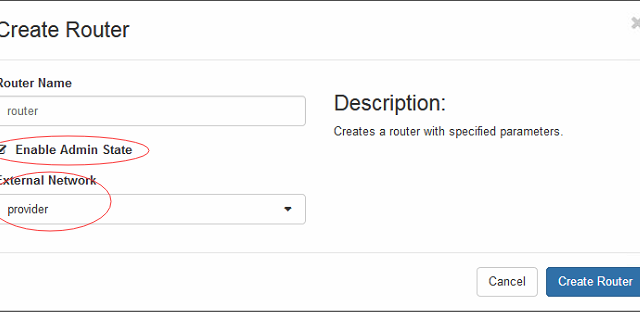 Create Router
Router Name
router
Enable Admin State
External Network
provider
Description:
Creates a router with specified parameters.
Cancel
Create Router